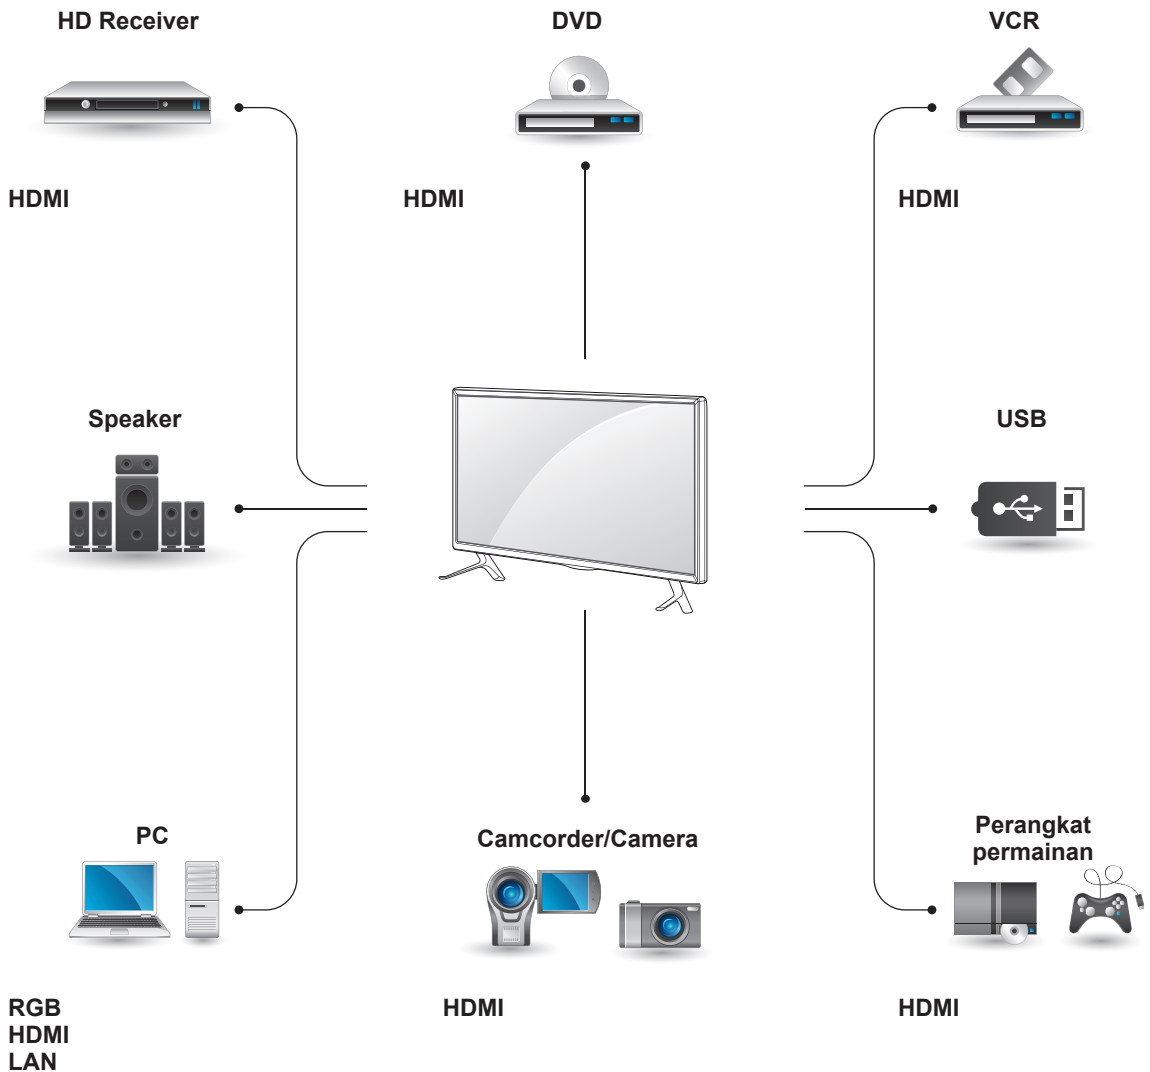 HD Receiver
DVD
VCR
HDMI
HDMI
HDMI
Speaker
USB
PC
Camcorder/Camera
Perangkat
permainan
RGB
HDMI
LAN
HDMI
HDMI